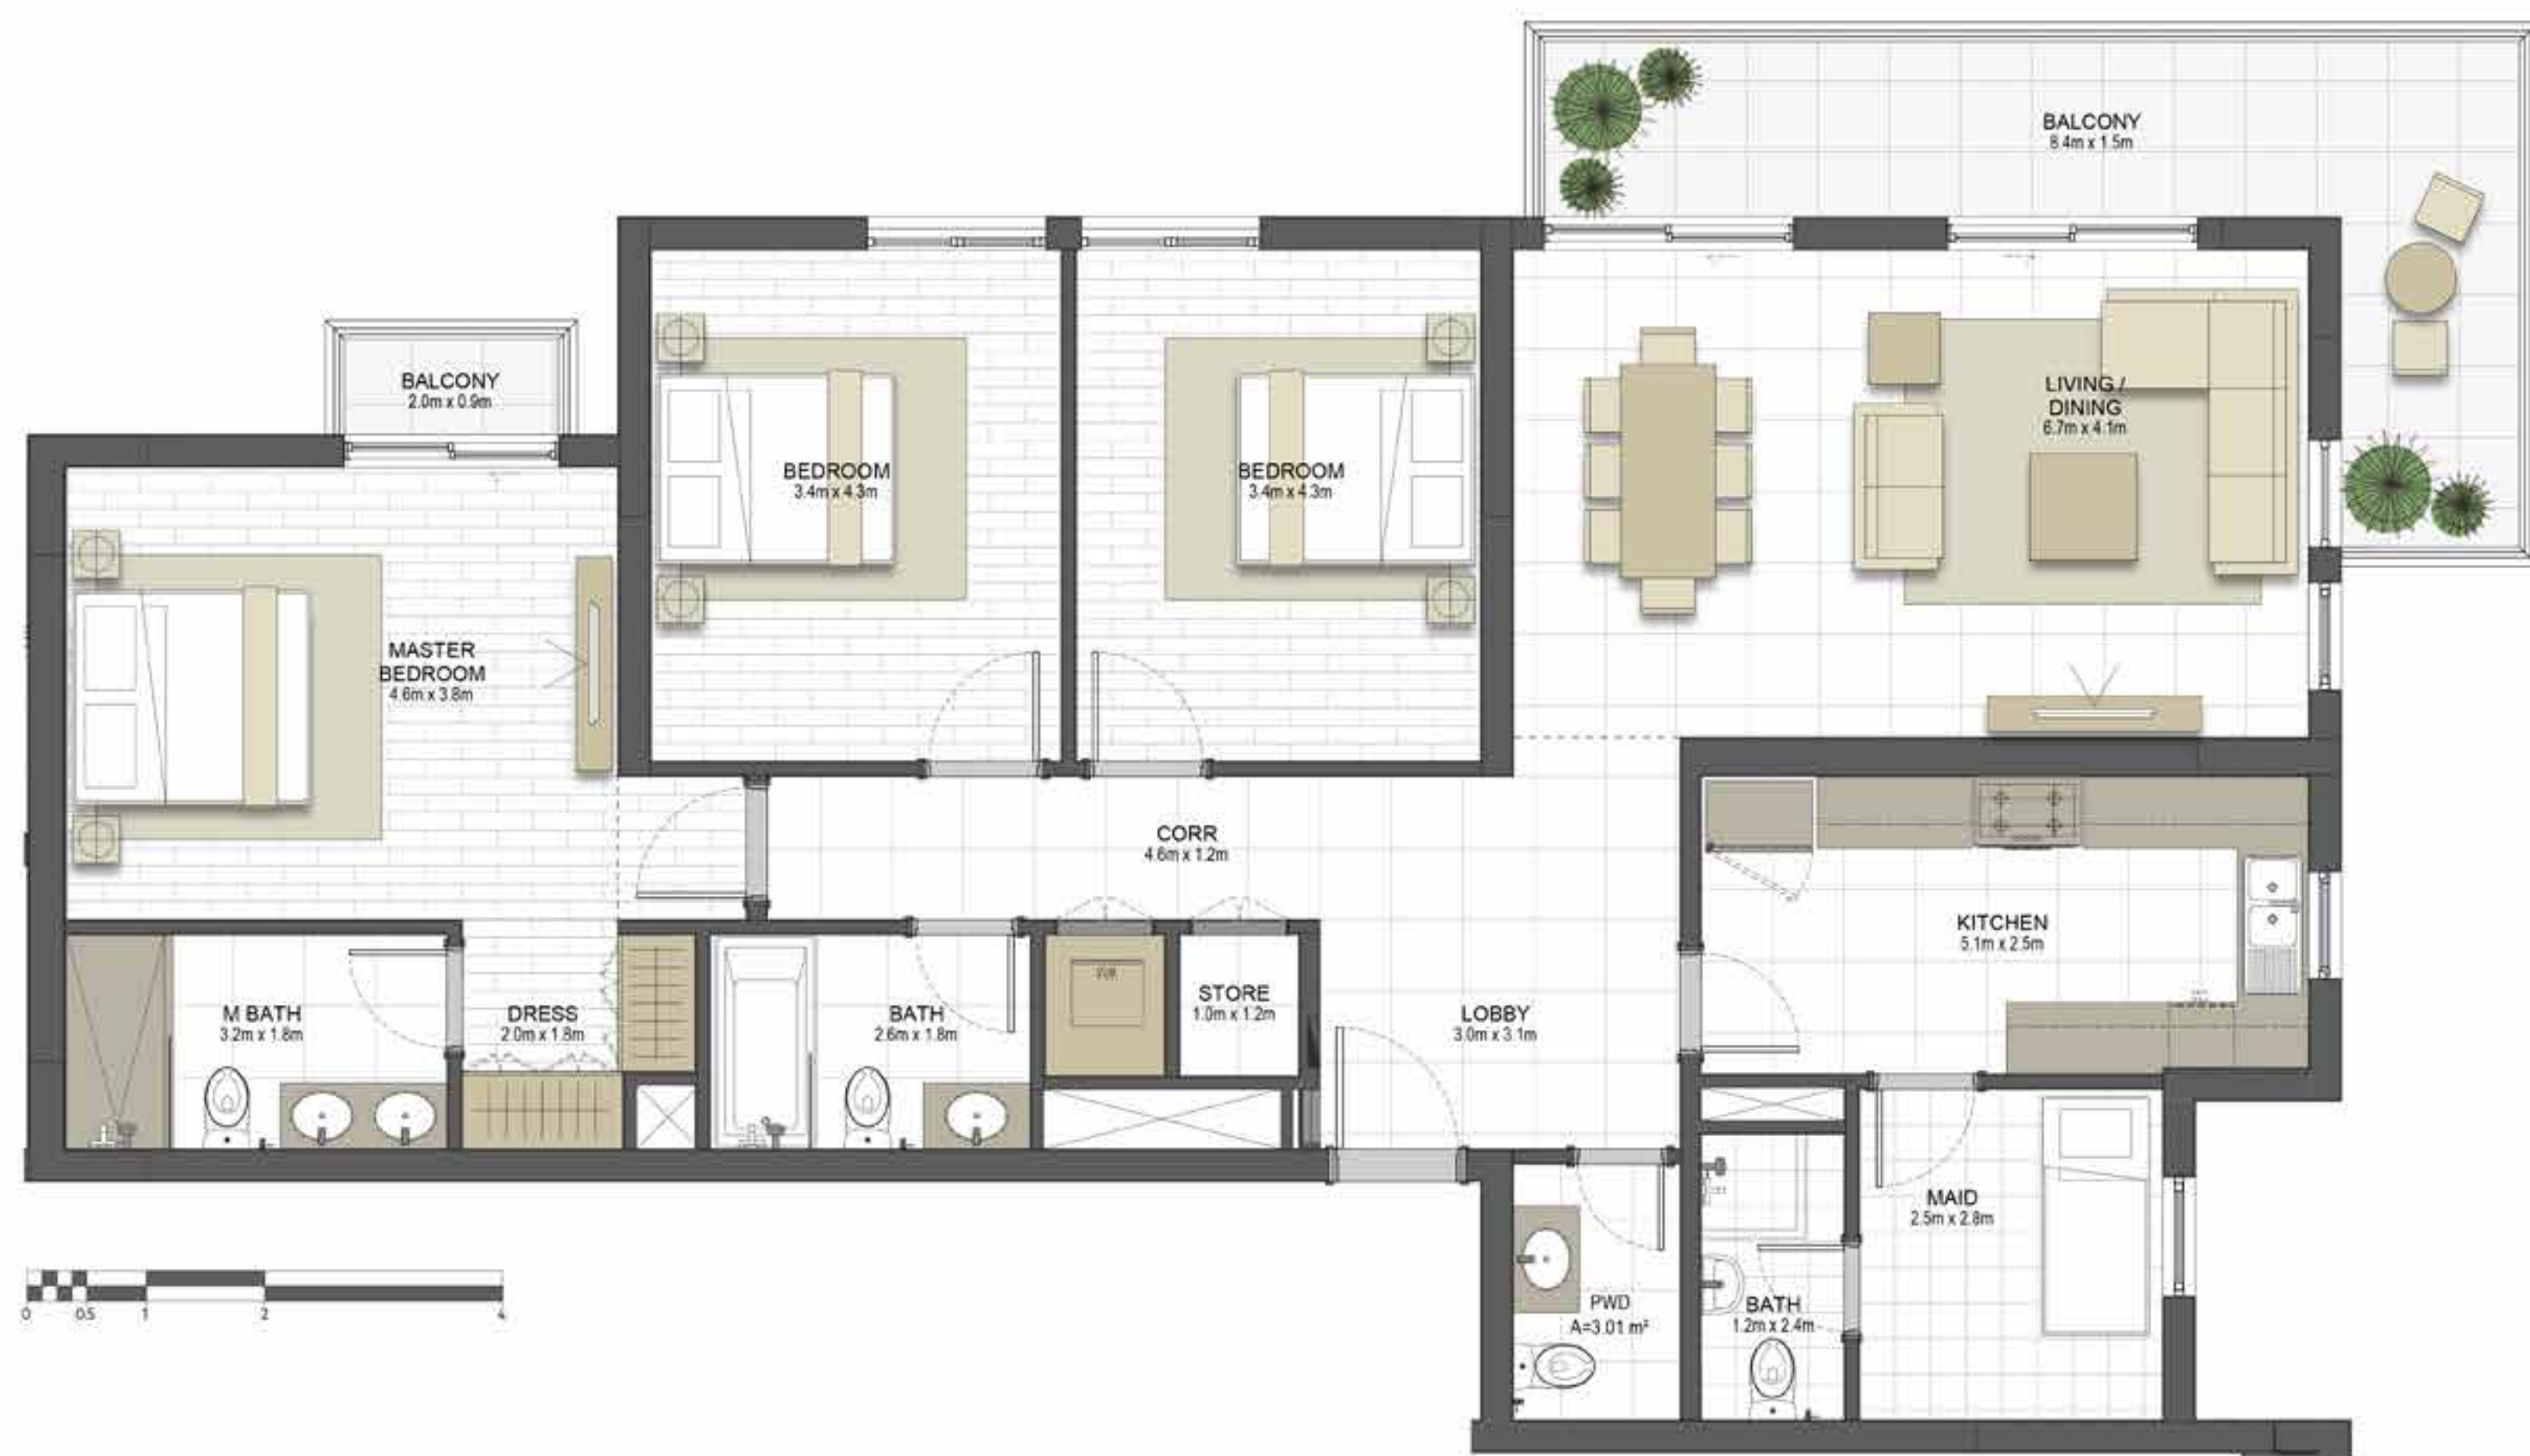 BALCONY
8.4m x 1.5m
BALCONY
2.0m x 0.9m
LIVING /
DINING
6.7m x 4.1m
BEDROOM
3.4m x 4.3m
BEDROOM
3.4m x 4.3m
MASTER
BEDROOM
4.6m x 3.8m
CORR
4.6m x 1.2m
KITCHEN
5.1m x 2.5m
M BATH
3.2m x 1.8m
DRESS
2.0m x 1.8m
BATH
2.6m x 1.8m
STORE
1.0m x 1.2m
LOBBY
3.0m x 3.1m
MAID
2.5m x 2.8m
PWD
A=3.01 m²
BATH
1.2m x 2.4m
0 0.5 1 2 4